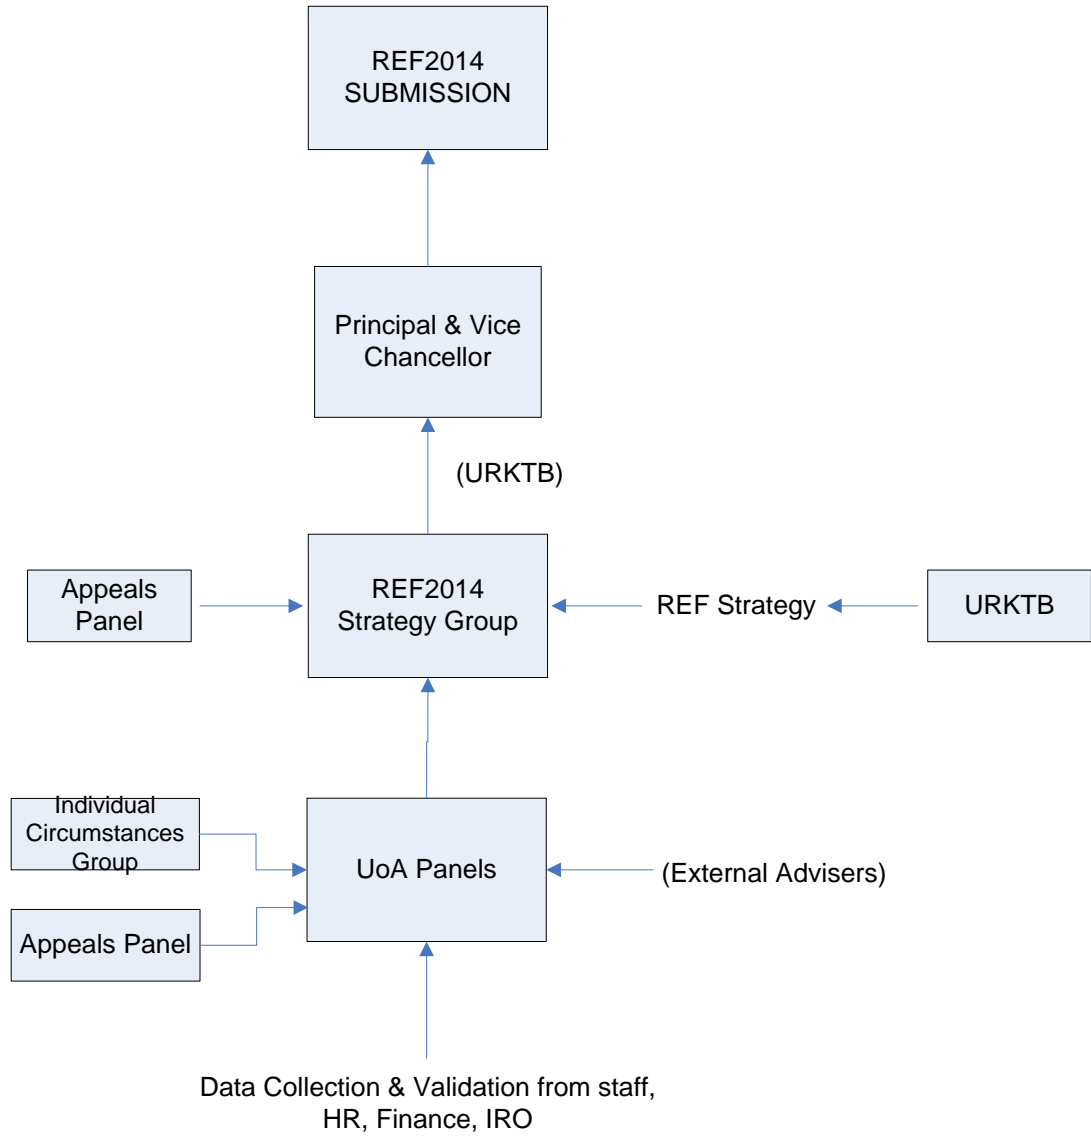 REF2014
SUBMISSION
Principal & Vice
Chancellor
(URKTB)
Appeals
Panel
REF2014
Strategy Group
REF Strategy
URKTB
Individual
Circumstances
Group
UoA Panels
(External Advisers)
Appeals Panel
Data Collection & Validation from staff,
HR, Finance, IRO